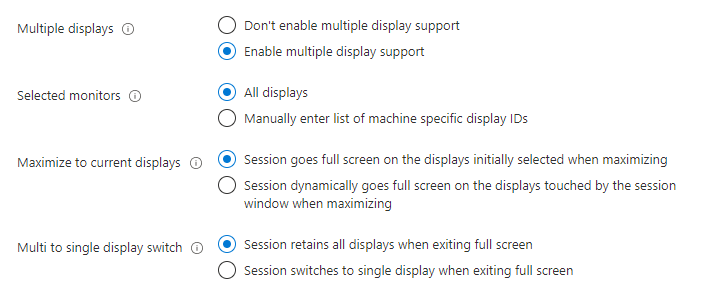 Multiple displays
Don't enable multiple display support
Enable multiple display support
Selected monitors
All displays
Manually enter list of machine specific display IDs
Maximize to current displays
Session goes full screen on the displays initially selected when maximizing
Session dynamically goes full screen on the displays touched by the session
window when maximizing
Multi to single display switch
Session retains all displays when exiting full screen
Session switches to single display when exiting full screen